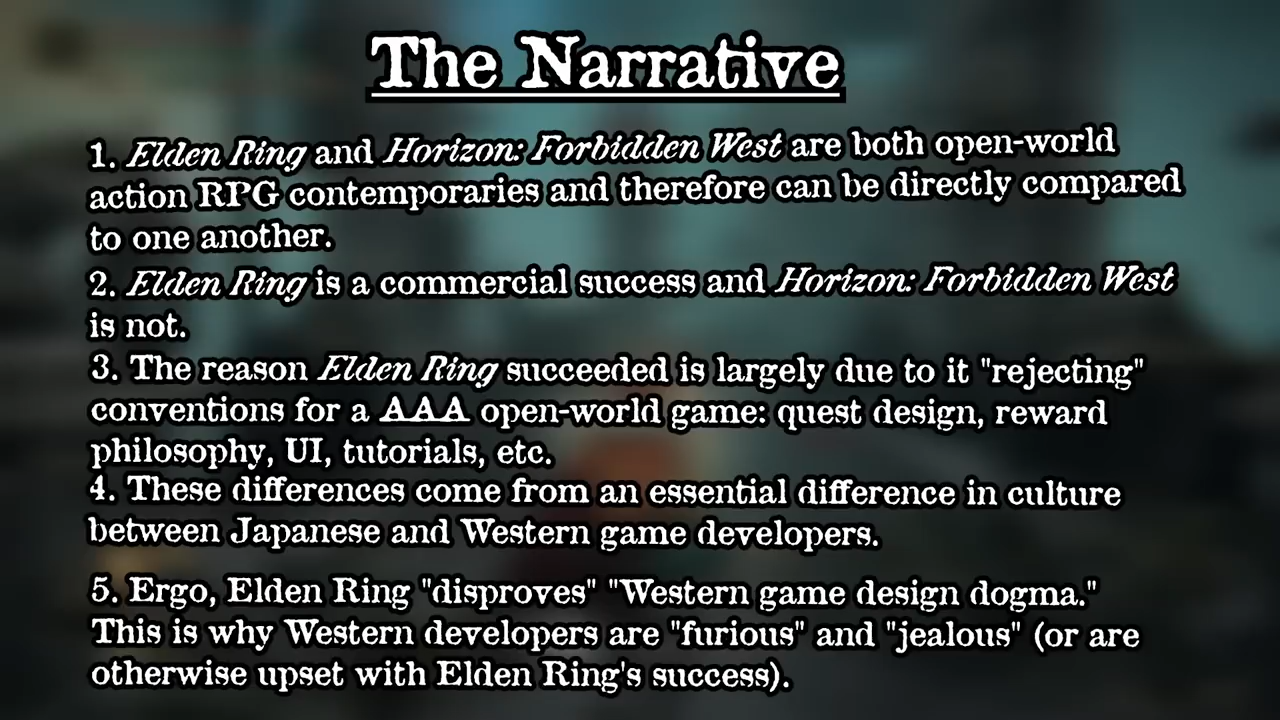 The Narrative
1. Elden Ring and Horizon: Forbidden West are both open-world
action RPG contemporaries and therefore can be directly compared
to one another.
2. Elden Ring is a commercial success and Horizon: Forbidden West
is not.
3. The reason Elden Ring succeeded is largely due to it "rejecting"
conventions for a AAA open-world game: quest design, reward
philosophy, UI, tutorials, etc.
4. These differences come from an essential difference in culture
between Japanese and Western game developers.
5. Ergo, Elden Ring "disproves" "Western game design dogma."
This is why Western developers are "furious" and "jealous" (or are
otherwise upset with Elden Ring's success).